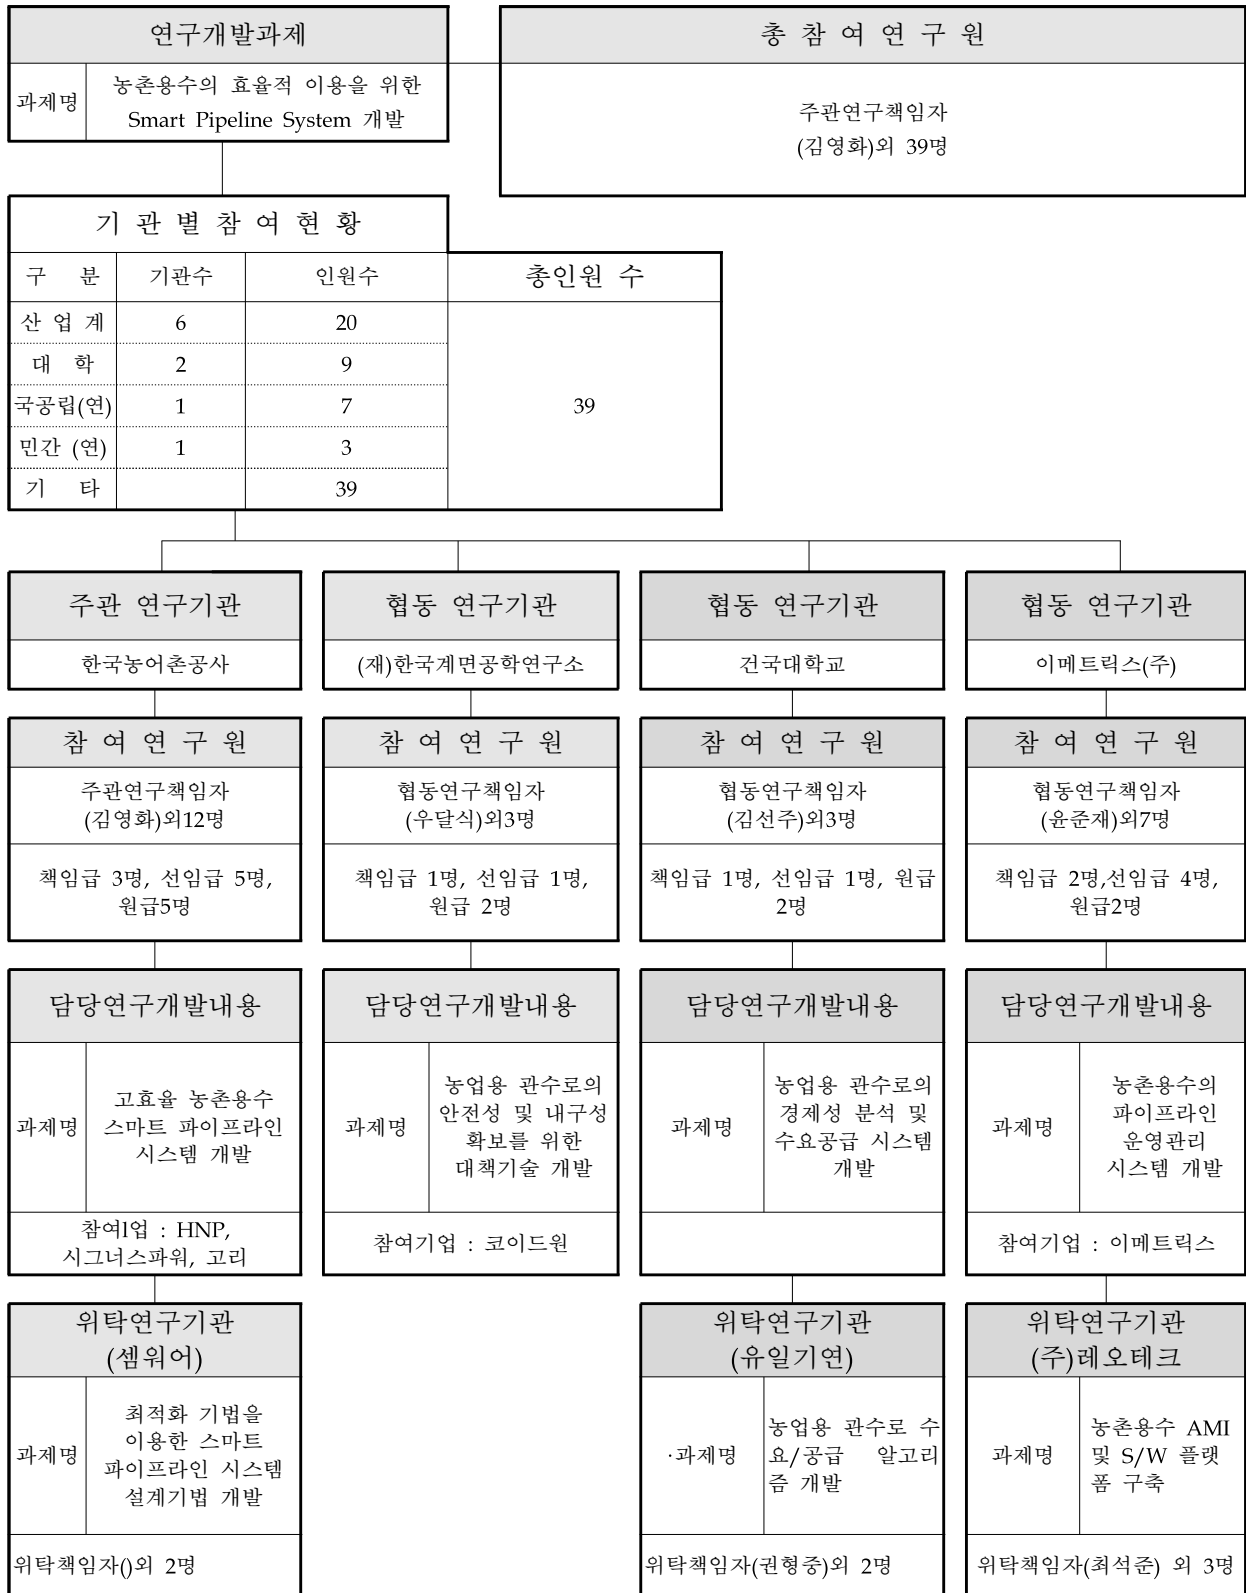 연구개발과제
과제명
농촌용수의 효율적 이용을 위한
Smart Pipeline System 개발
총 참 여 연 구 원
주관연구책임자
(김영화)외 39명
기 관 별 참 여 현 황
구 분 기관수 인원수 총인원 수
산 업 계 6 20
대 학 2 9
국공립(연) 1 7 39
민간 (연) 1 3
기 타 39
주관 연구기관
한국농어촌공사
협동 연구기관
(재)한국계면공학연구소
협동 연구기관
건국대학교
협동 연구기관
이메트릭스(주)
참 여 연 구 원
주관연구책임자
(김영화)외12명
책임급 3명, 선임급 5명,
원급5명
참 여 연 구 원
협동연구책임자
(우달식)외3명
책임급 1명, 선임급 1명,
원급 2명
참 여 연 구 원
협동연구책임자
(김선주)외3명
책임급 1명, 선임급 1명, 원급
2명
참 여 연 구 원
협동연구책임자
(윤준재)외7명
책임급 2명,선임급 4명,
원급2명
담당연구개발내용
과제명
고효율 농촌용수
스마트 파이프라인
시스템 개발
참여1업 : HNP,
시그너스파워, 고리
담당연구개발내용
과제명
농업용 관수로의
안전성 및 내구성
확보를 위한
대책기술 개발
참여기업 : 코이드원
담당연구개발내용
과제명
농업용 관수로의
경제성 분석 및
수요공급 시스템
개발
담당연구개발내용
과제명
농촌용수의
파이프라인
운영관리
시스템 개발
참여기업 : 이메트릭스
위탁연구기관
(셈워어)
과제명
최적화 기법을
이용한 스마트
파이프라인 시스템
설계기법 개발
위탁책임자()외 2명
위탁연구기관
(유일기연)
·과제명
농업용 관수로 수
요/공급 알고리
즘 개발
위탁책임자(권형중)외 2명
위탁연구기관
(주)레오테크
과제명
농촌용수 AMI
및 S/W 플랫
폼 구축
위탁책임자(최석준) 외 3명